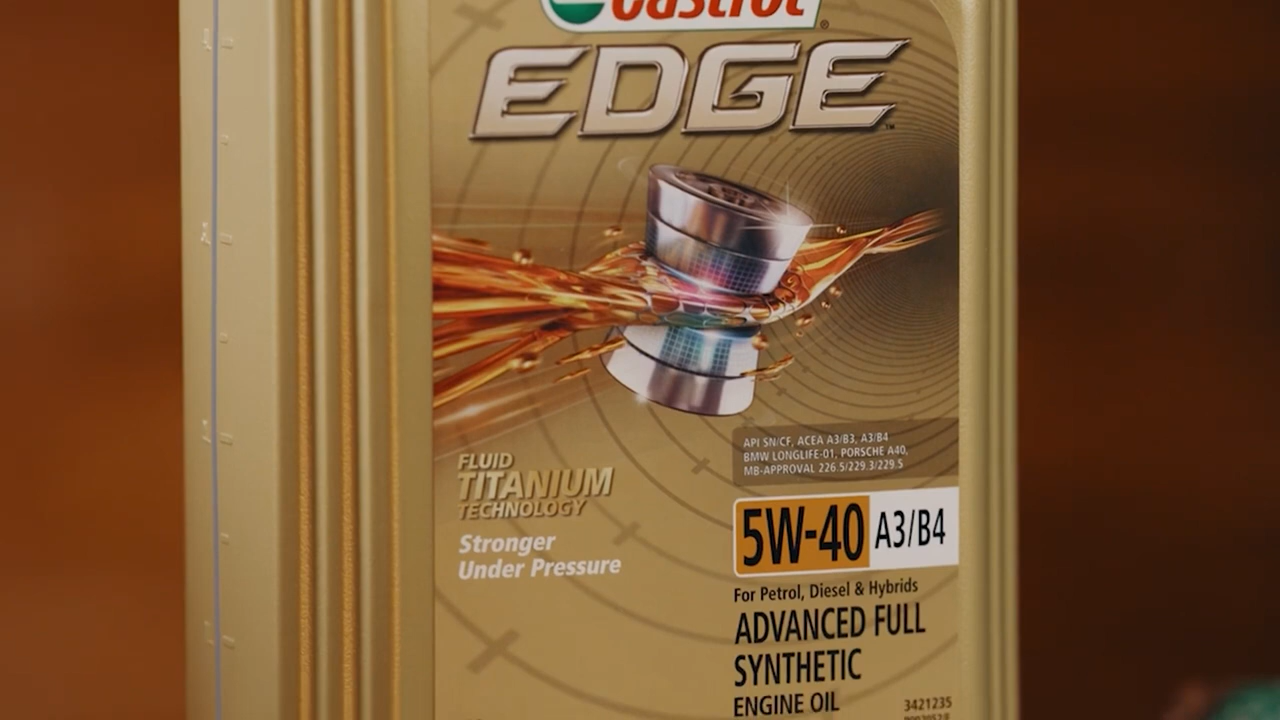 Castrol
EDGE
API SN/CF, ACEA A3/B3, A3/B4
BMW LONGLIFE-01, PORSCHE A40,
MB-APPROVAL 226.5/229.3/229.5
FLUID
TITANIUM
TECHNOLOGY
Stronger
Under Pressure
5W-40 A3/B4
For Petrol, Diesel & Hybrids
ADVANCED FULL
SYNTHETIC
ENGINE OIL
3421235